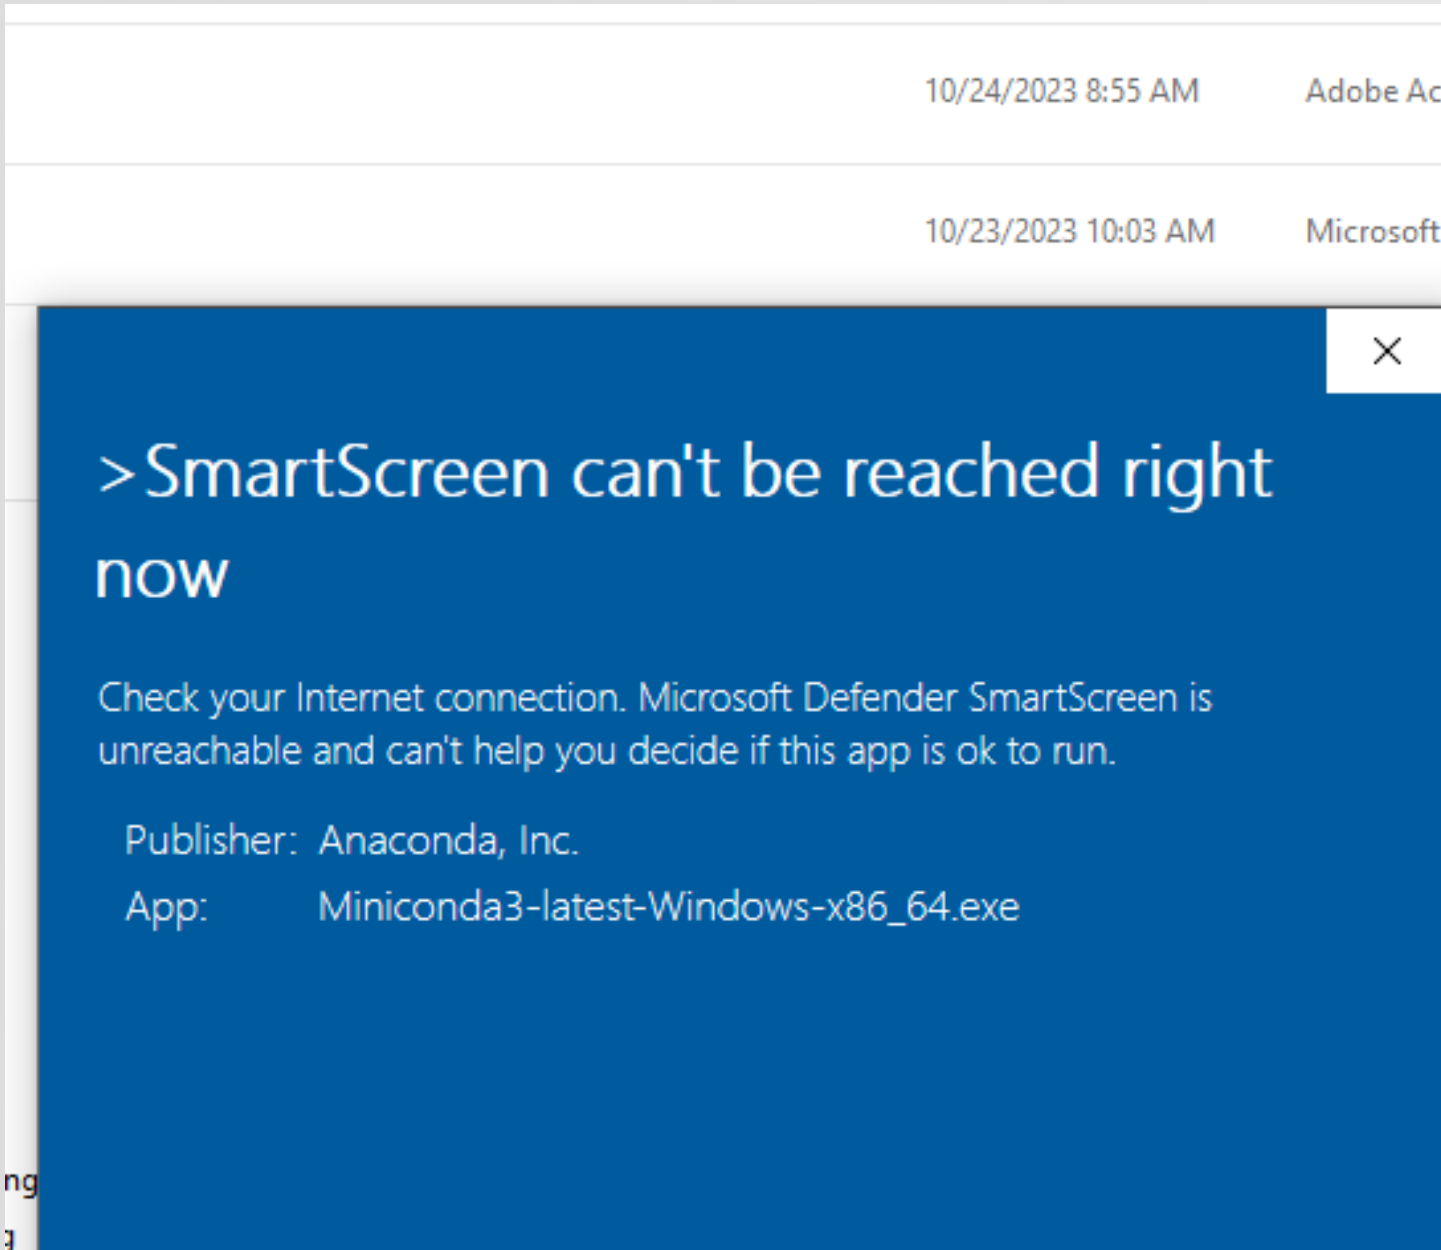 10/24/2023 8:55 AM Adobe Ac
10/23/2023 10:03 AM Microsoft
>SmartScreen can't be reached right
now
Check your Internet connection. Microsoft Defender SmartScreen is
unreachable and can't help you decide if this app is ok to run.
Publisher: Anaconda, Inc.
App: Miniconda3-latest-Windows-x86_64.exe
ng
g